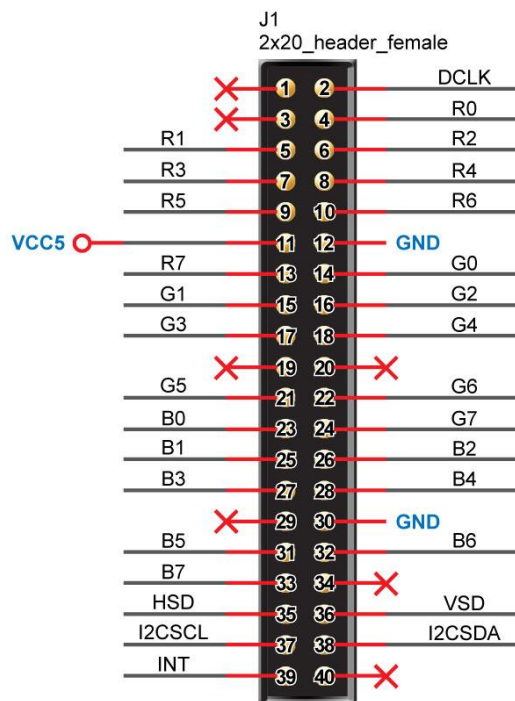 J1
2x20_header_female
1 2 DCLK
3 4 R0
R1 5 6 R2
R3 7 8 R4
R5 9 10 R6
VCC5 11 12 GND
R7 13 14 G0
G1 15 16 G2
G3 17 18 G4
19 20
G5 21 22 G6
B0 23 24 G7
B1 25 26 B2
B3 27 28 B4
29 30 GND
B5 31 32 B6
B7 33 34
HSD 35 36 VSD
I2CSCL 37 38 I2CSDA
INT 39 40